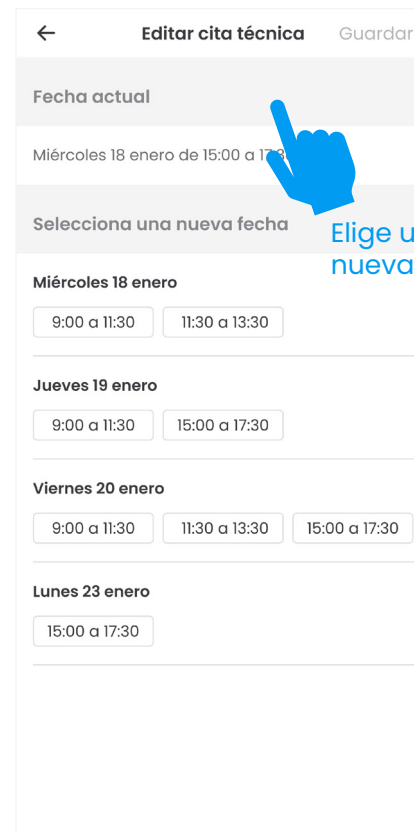 Editar cita técnica Guardar
Fecha actual
Miércoles 18 enero de 15:00 a 17:30
Selecciona una nueva fecha
Elige u
nueva
Miércoles 18 enero
9:00 a 11:30 11:30 a 13:30
Jueves 19 enero
9:00 a 11:30 15:00 a 17:30
Viernes 20 enero
9:00 a 11:30 11:30 a 13:30 15:00 a 17:30
Lunes 23 enero
15:00 a 17:30